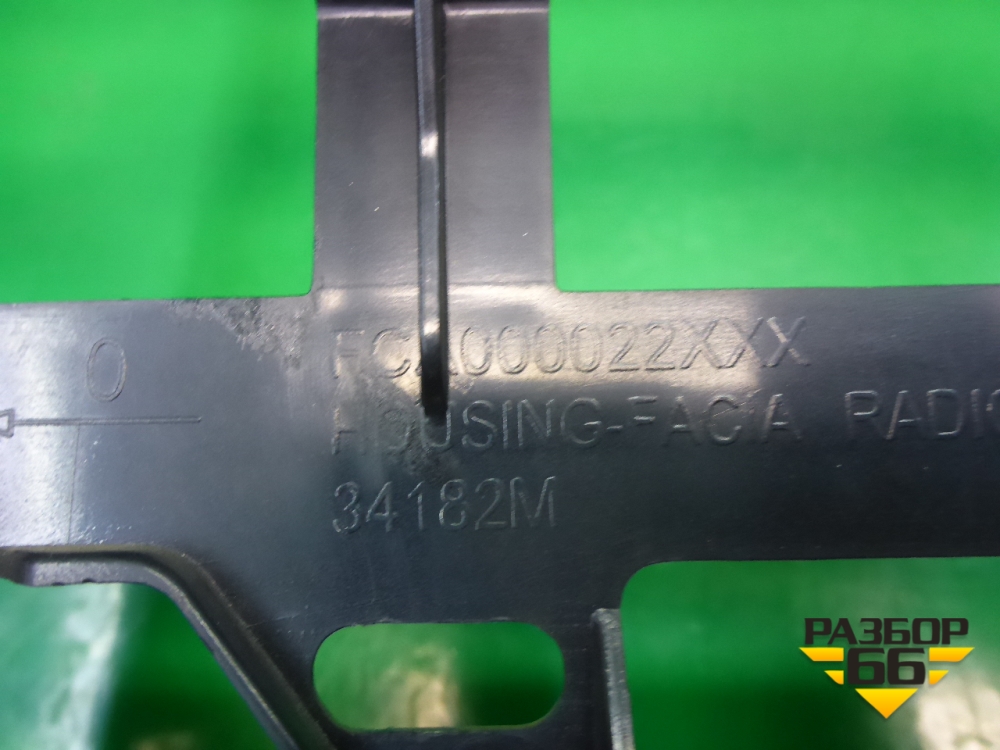 0
FCA000022XXX
HOUSING-FACIA RADIO
34182M
РАЗБОР
66